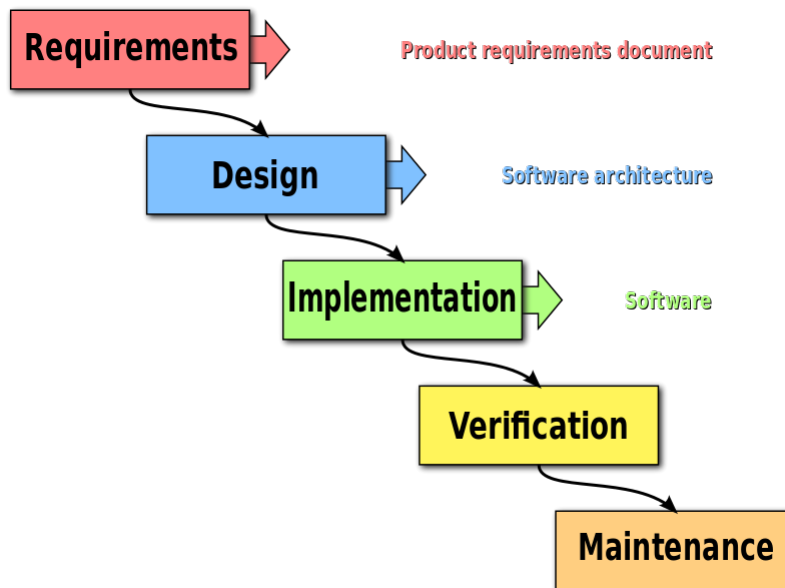 Requirements
Product requirements document
Design
Software architecture
Implementation
Software
Verification
Maintenance